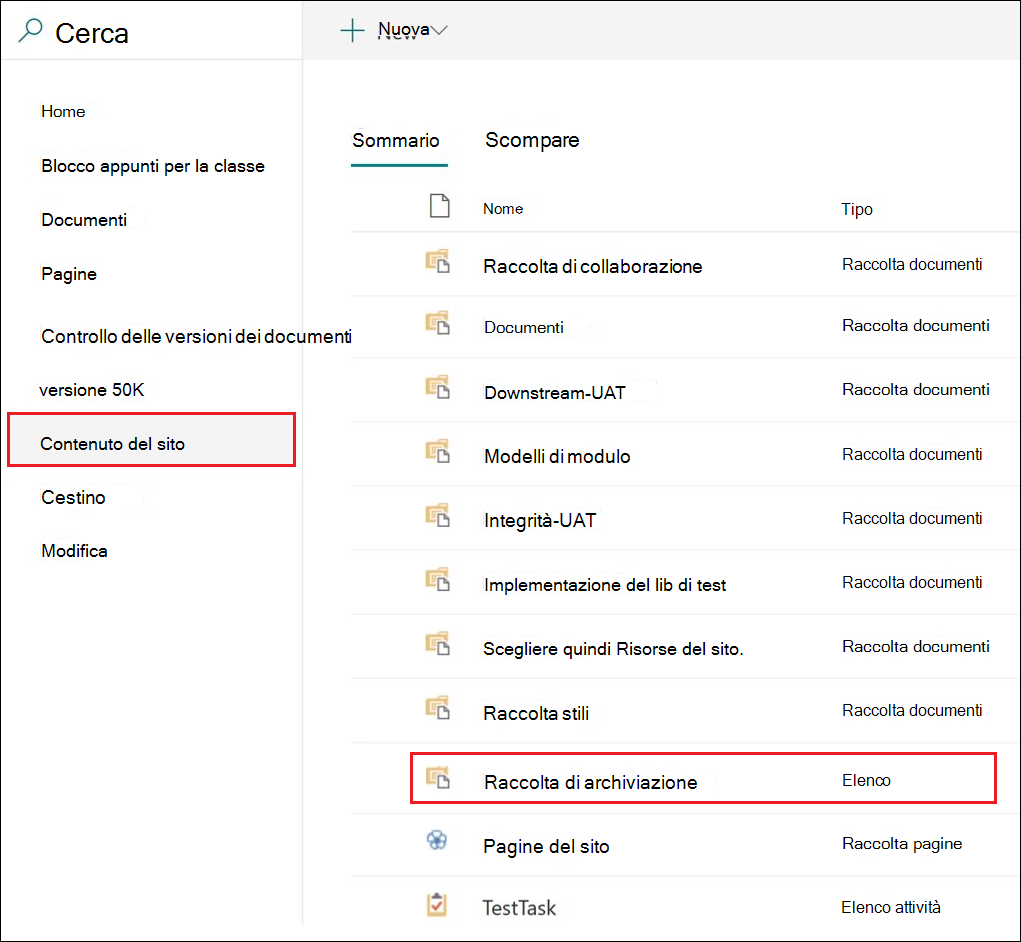 Cerca
Nuova
Home
Blocco appunti per la classe
Documenti
Pagine
Controllo delle versioni dei documenti
versione 50K
Contenuto del sito
Cestino
Modifica
Sommario Scompare
Nome Tipo
Raccolta di collaborazione Raccolta documenti
Documenti Raccolta documenti
Downstream-UAT Raccolta documenti
Modelli di modulo Raccolta documenti
Integrità-UAT Raccolta documenti
Implementazione del lib di test Raccolta documenti
Scegliere quindi Risorse del sito. Raccolta documenti
Raccolta stili Raccolta documenti
Raccolta di archiviazione Elenco
Pagine del sito Raccolta pagine
TestTask Elenco attività